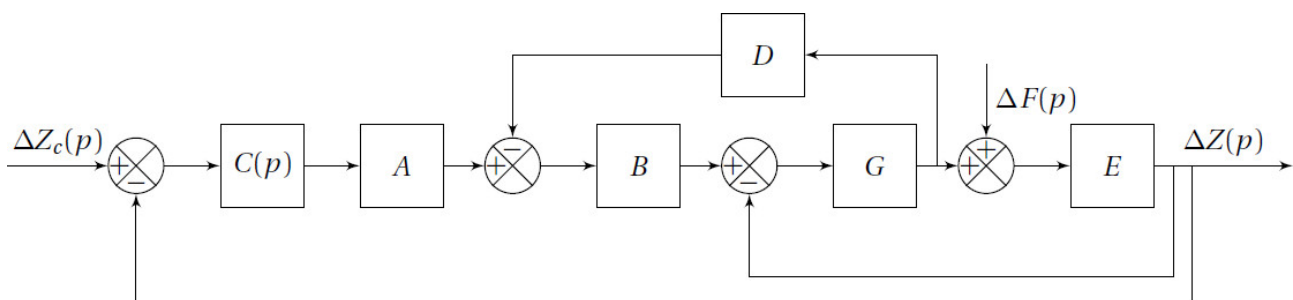 D
ΔF(p)
ΔZ_c(p)
+
−
C(p)
A
−
+
B
+
−
G
+
+
E
ΔZ(p)